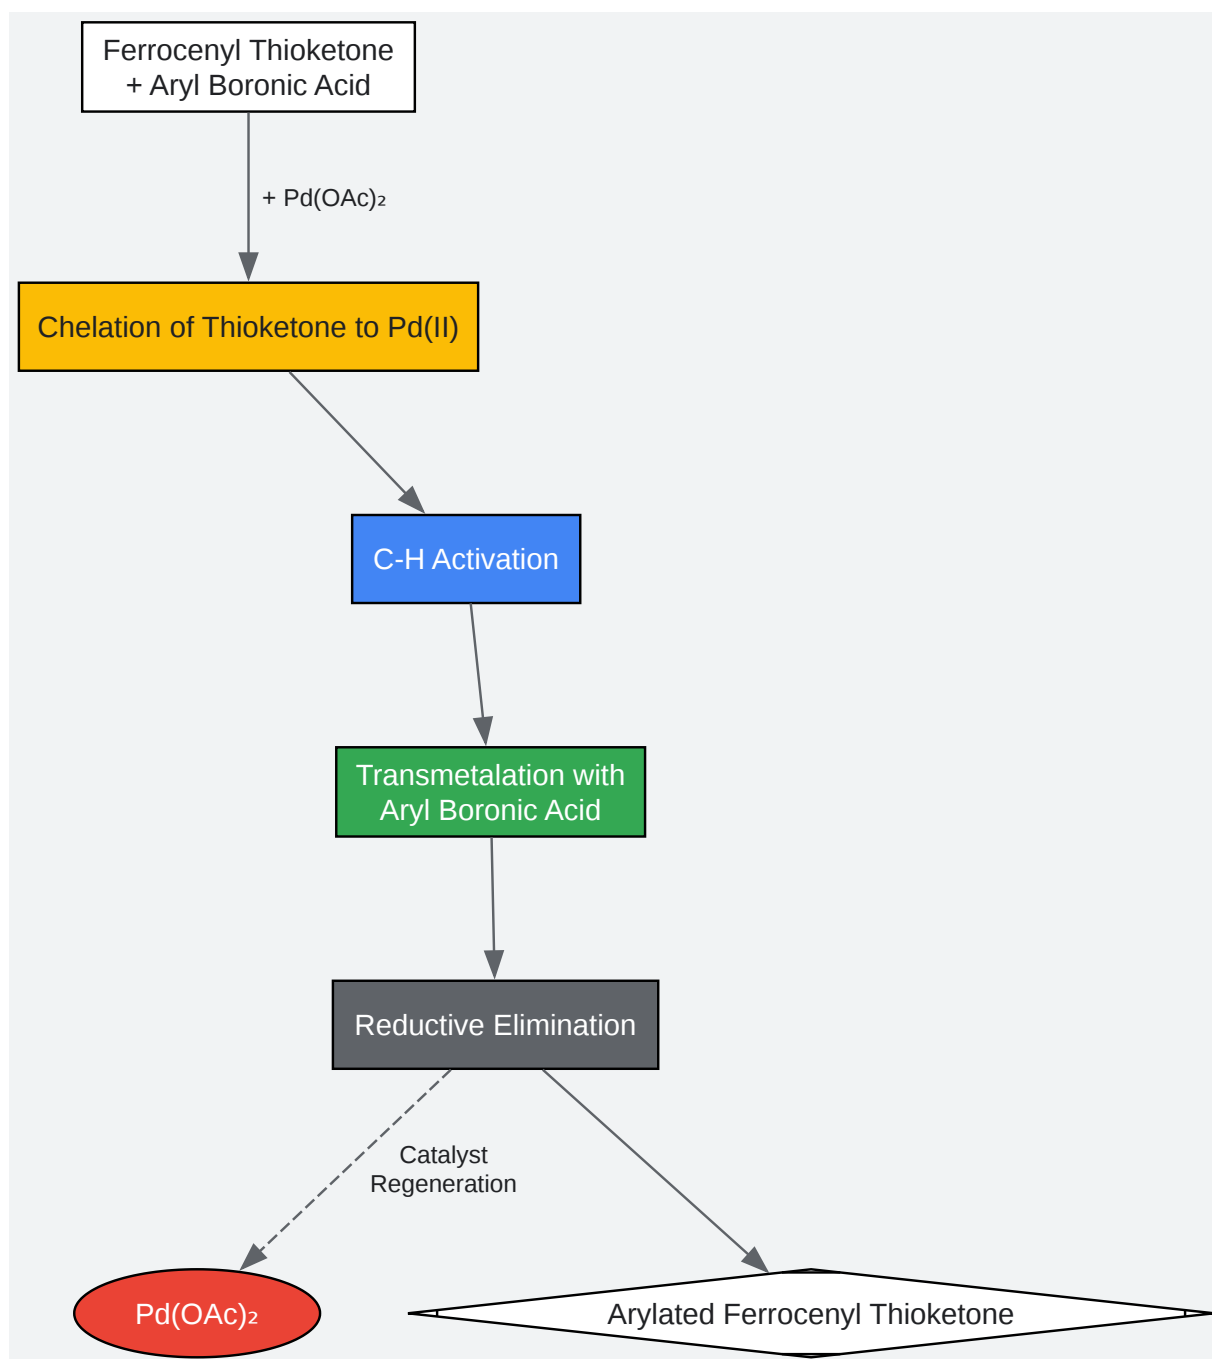 Ferrocenyl Thioketone
+ Aryl Boronic Acid
+ Pd(OAc)₂
Chelation of Thioketone to Pd(II)
C-H Activation
Transmetalation with
Aryl Boronic Acid
Reductive Elimination
Catalyst
Regeneration
Pd(OAc)₂
Arylated Ferrocenyl Thioketone